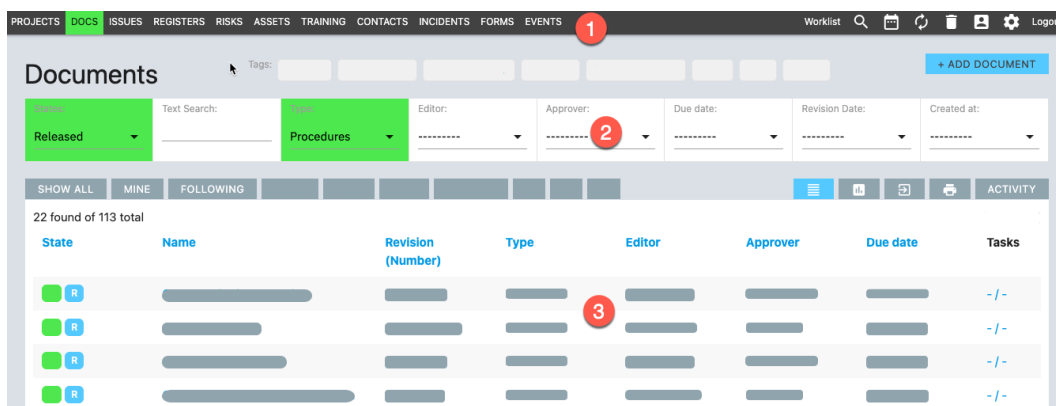 PROJECTS DOCS ISSUES REGISTERS RISKS ASSETS TRAINING CONTACTS INCIDENTS FORMS EVENTS 1 Worklist Logou
Documents Tags: + ADD DOCUMENT
States: Text Search: Type: Editor: Approver: Due date: Revision Date: Created at:
Released Procedures --------- --------- 2 --------- --------- ---------
SHOW ALL MINE FOLLOWING ACTIVITY
22 found of 113 total
State Name Revision (Number) Type Editor Approver Due date Tasks
R - / -
3
R - / -
R - / -
R - / -